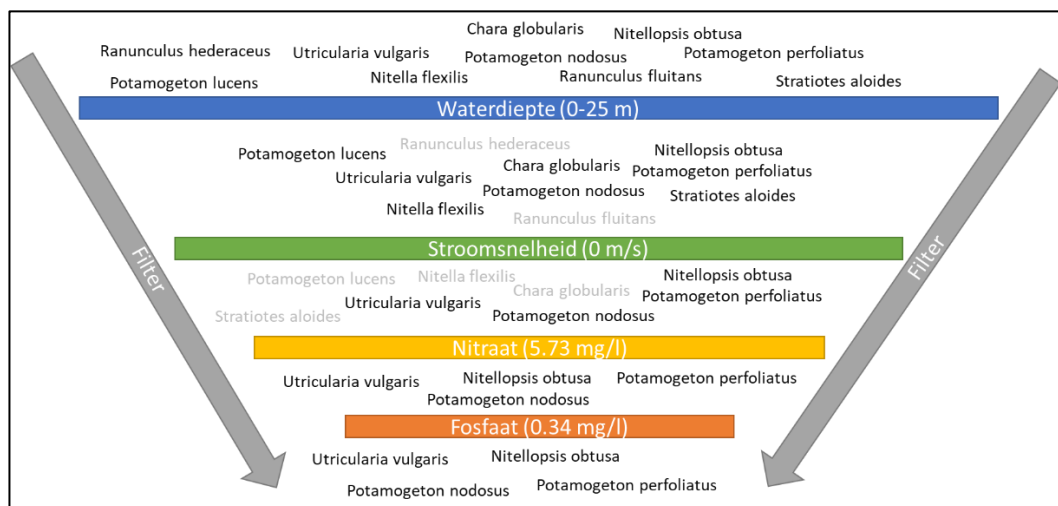 Chara globularis
Nitellopsis obtusa
Ranunculus hederaceus
Utricularia vulgaris
Potamogeton nodosus
Potamogeton perfoliatus
Potamogeton lucens
Nitella flexilis
Ranunculus fluitans
Stratiotes aloides
Waterdiepte (0-25 m)
Ranunculus hederaceus
Potamogeton lucens
Nitellopsis obtusa
Chara globularis
Potamogeton perfoliatus
Utricularia vulgaris
Potamogeton nodosus
Stratiotes aloides
Nitella flexilis
Ranunculus fluitans
Filter
Stroomsnelheid (0 m/s)
Filter
Potamogeton lucens
Nitella flexilis
Nitellopsis obtusa
Chara globularis
Potamogeton perfoliatus
Utricularia vulgaris
Stratiotes aloides
Potamogeton nodosus
Nitraat (5.73 mg/l)
Utricularia vulgaris
Nitellopsis obtusa
Potamogeton perfoliatus
Potamogeton nodosus
Fosfaat (0.34 mg/l)
Utricularia vulgaris
Nitellopsis obtusa
Potamogeton nodosus
Potamogeton perfoliatus